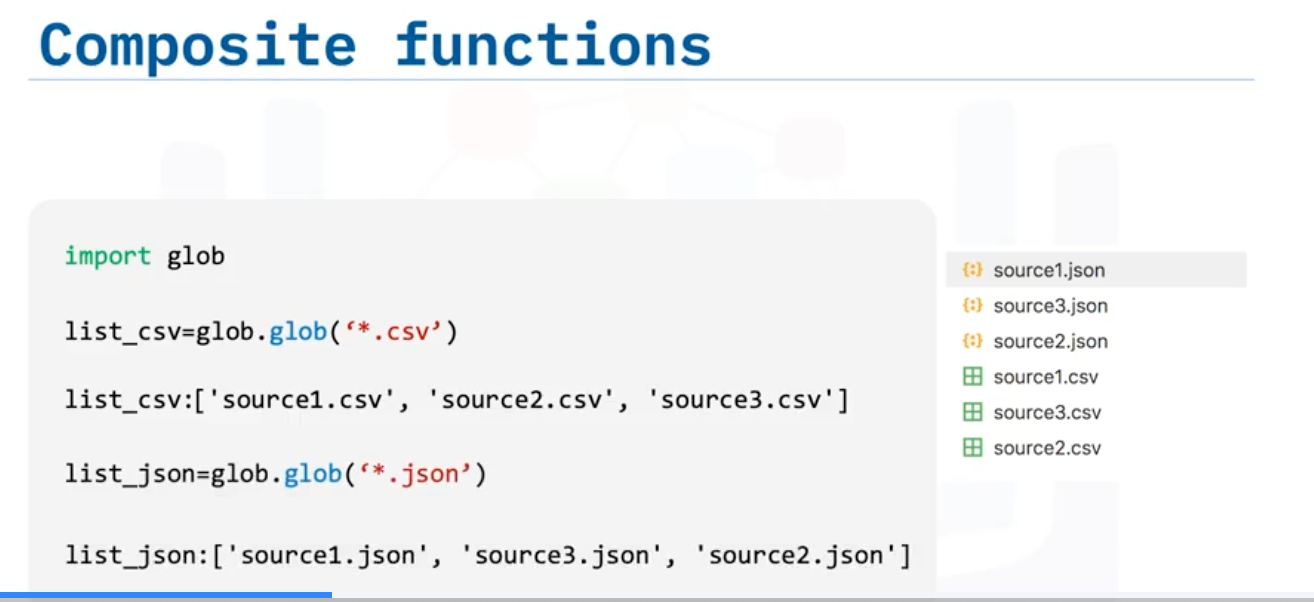 Composite functions
import glob
list_csv=glob.glob(‘*.csv’)
list_csv:['source1.csv', 'source2.csv', 'source3.csv']
list_json=glob.glob(‘*.json’)
list_json:['source1.json', 'source3.json', 'source2.json']
{:} source1.json
{:} source3.json
{:} source2.json
source1.csv
source3.csv
source2.csv